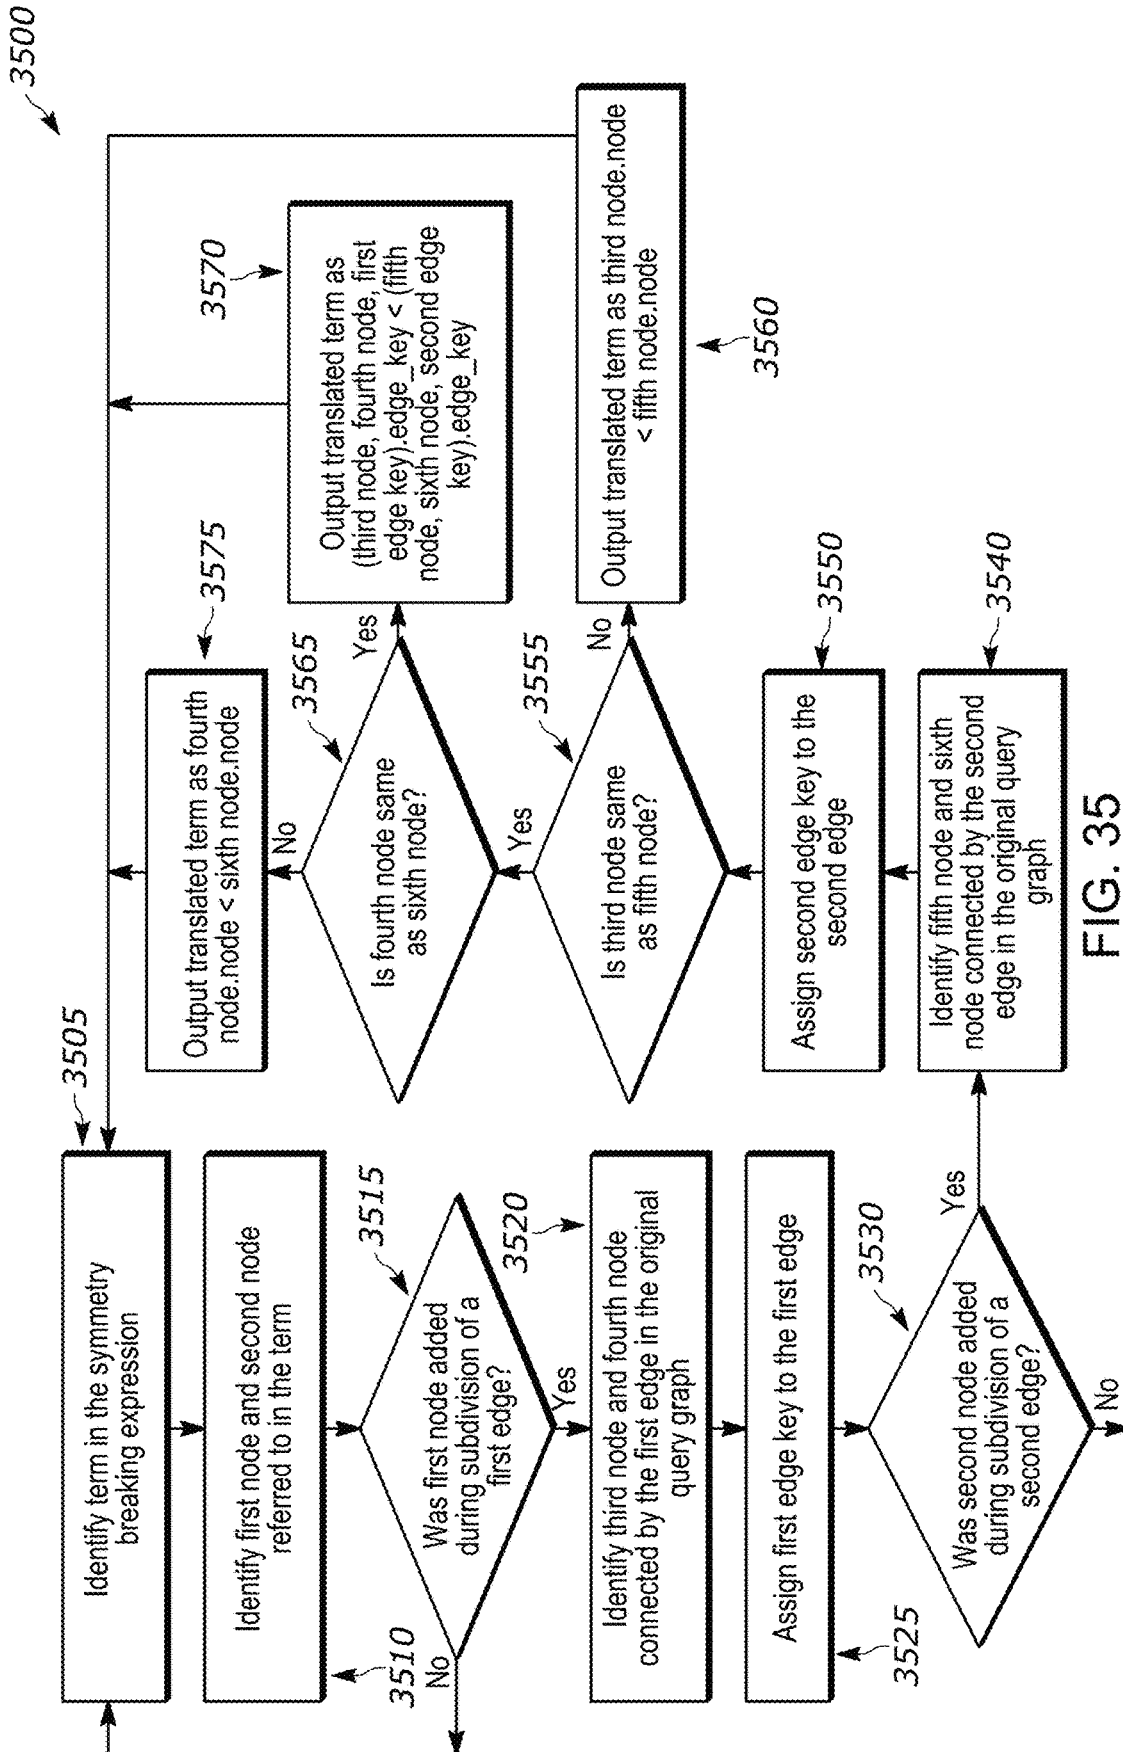 3500
3505
Identify term in the symmetry
breaking expression
Identify first node and second node
referred to in the term
3510
3515
Was first node added
during subdivision of a
first edge?
No
Yes
3520
Identify third node and fourth node
connected by the first edge in the original
query graph
Assign first edge key to the first edge
3525
3530
Was second node added
during subdivision of a
second edge?
No
Yes
Identify fifth node and sixth
node connected by the second
edge in the original query
graph
3540
Assign second edge key to the
second edge
3550
3555
Is third node same
as fifth node?
No
Yes
Output translated term as third node.node
< fifth node.node
3560
3565
Is fourth node same
as sixth node?
Yes
No
Output translated term as
(third node, fourth node, first
edge key).edge_key < (fifth
node, sixth node, second edge
key).edge_key
3570
Output translated term as fourth
node.node < sixth node.node
3575
FIG. 35